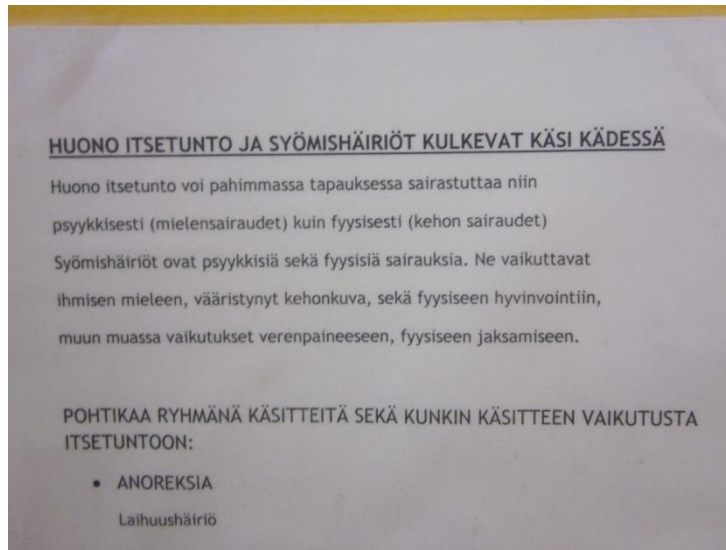 HUONO ITSETUNTO JA SYÖMISHÄIRIÖT KULKEVAT KÄSI KÄDESSÄ
Huono itsetunto voi pahimmassa tapauksessa sairastuttaa niin
psyykkisesti (mielensairaudet) kuin fyysisesti (kehon sairaudet)
Syömishäiriöt ovat psyykkisiä sekä fyysisiä sairauksia. Ne vaikuttavat
ihmisen mieleen, vääristynyt kehonkuva, sekä fyysiseen hyvinvointiin,
muun muassa vaikutukset verenpaineeseen, fyysiseen jaksamiseen.
POHTIKAA RYHMÄNÄ KÄSITTEITÄ SEKÄ KUNKIN KÄSITTEEN VAIKUTUSTA
ITSETUNTOON:
• ANOREKSIA
Laihuushäiriö